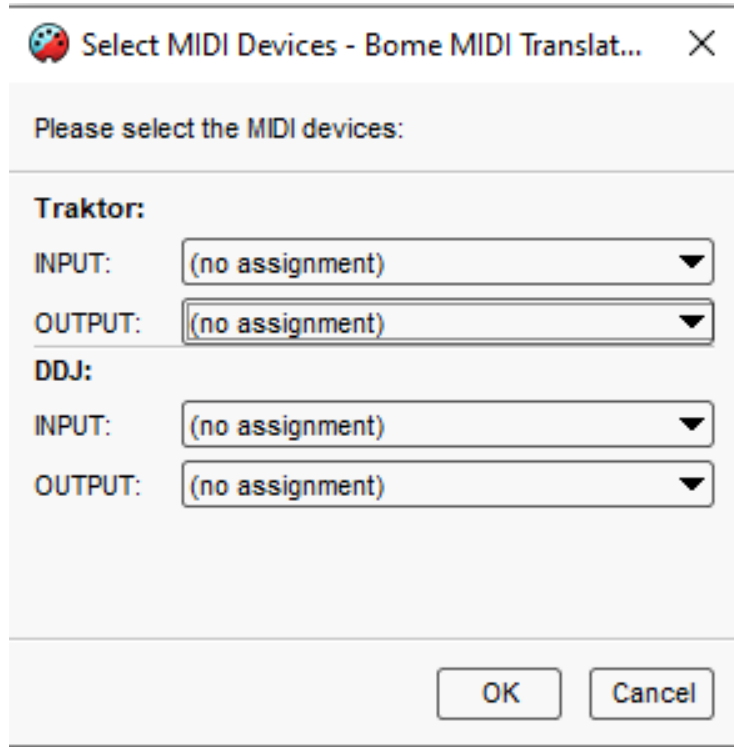 Select MIDI Devices - Bome MIDI Translat...
Please select the MIDI devices:
Traktor:
INPUT: (no assignment)
OUTPUT: (no assignment)
DDJ:
INPUT: (no assignment)
OUTPUT: (no assignment)
OK Cancel